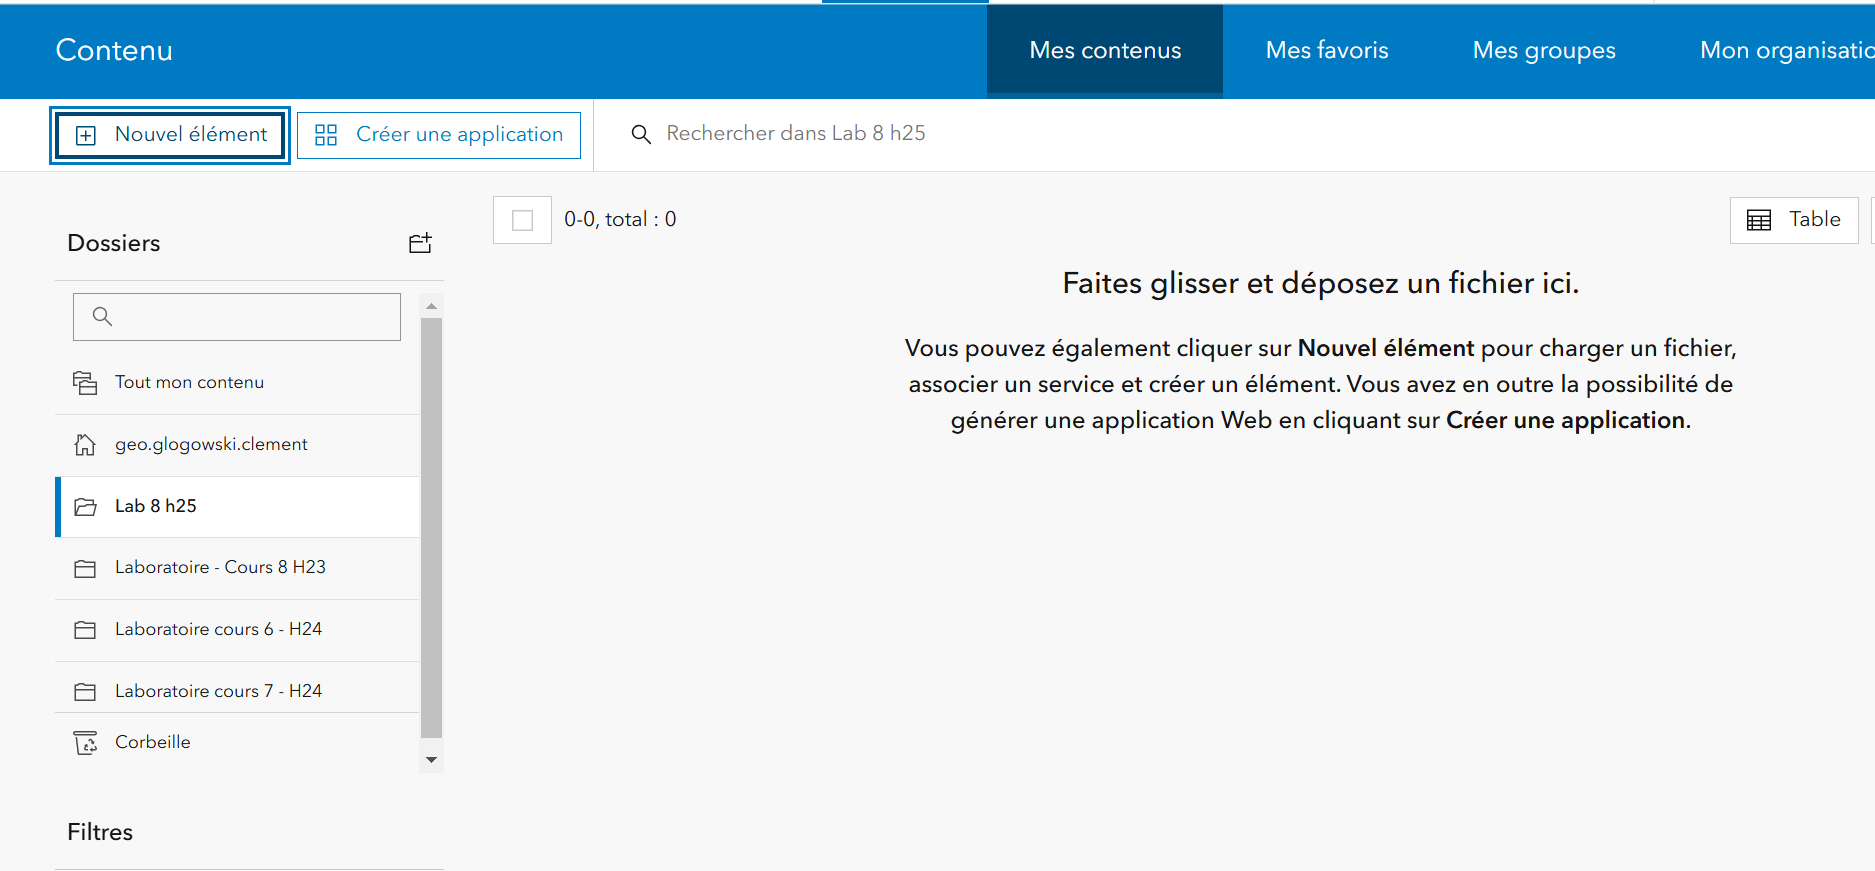 Contenu
Mes contenus
Mes favoris
Mes groupes
Mon organisatio
Nouvel élément
Créer une application
Rechercher dans Lab 8 h25
Dossiers
0-0, total : 0
Table
Faites glisser et déposez un fichier ici.
Vous pouvez également cliquer sur Nouvel élément pour charger un fichier,
associer un service et créer un élément. Vous avez en outre la possibilité de
générer une application Web en cliquant sur Créer une application.
Tout mon contenu
geo.glogowski.clement
Lab 8 h25
Laboratoire - Cours 8 H23
Laboratoire cours 6 - H24
Laboratoire cours 7 - H24
Corbeille
Filtres